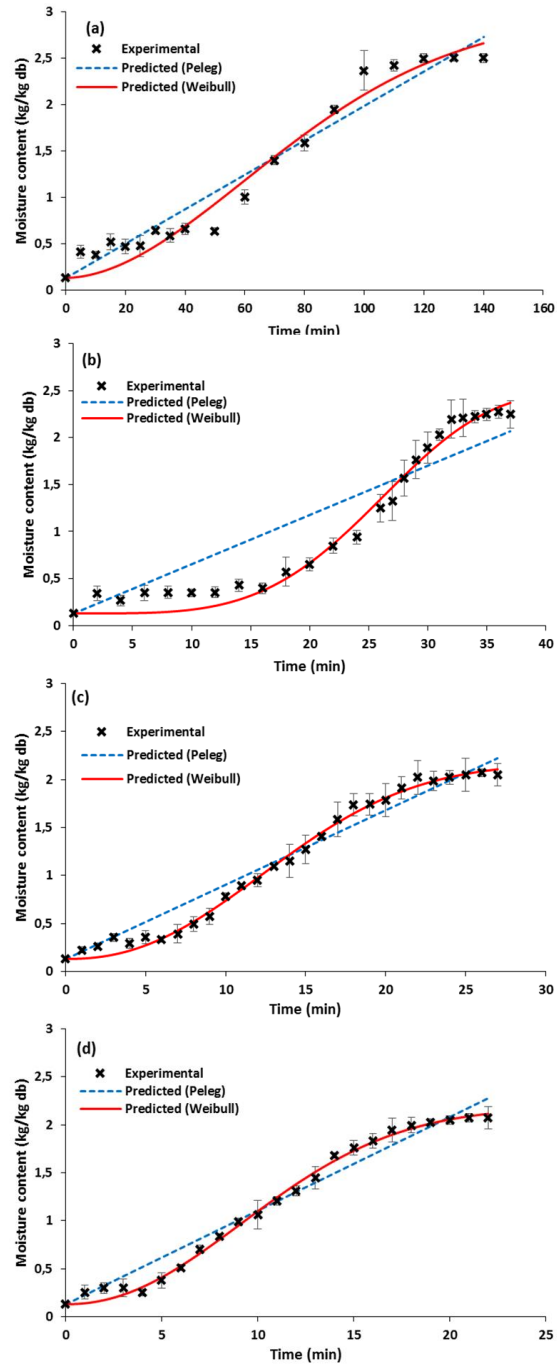 (a)
Experimental
Predicted (Peleg)
Predicted (Weibull)
Moisture content (kg/kg db)
3
2,5
2
1,5
1
0,5
0
0 20 40 60 80 100 120 140 160
Time (min)
(b)
Experimental
Predicted (Peleg)
Predicted (Weibull)
Moisture content (kg/kg db)
3
2,5
2
1,5
1
0,5
0
0 5 10 15 20 25 30 35 40
Time (min)
(c)
Experimental
Predicted (Peleg)
Predicted (Weibull)
Moisture content (kg/kg db)
3
2,5
2
1,5
1
0,5
0
0 5 10 15 20 25 30
Time (min)
(d)
Experimental
Predicted (Peleg)
Predicted (Weibull)
Moisture content (kg/kg db)
3
2,5
2
1,5
1
0,5
0
0 5 10 15 20 25
Time (min)